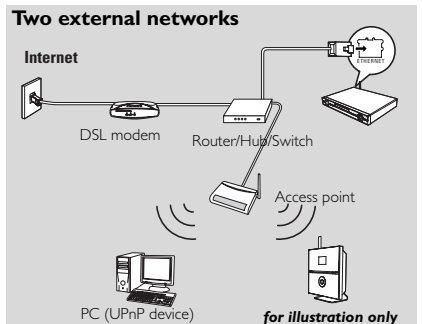 Two external networks
Internet
ETHERNET
DSL modem
Router/Hub/Switch
Access point
PC (UPnP device)
for illustration only